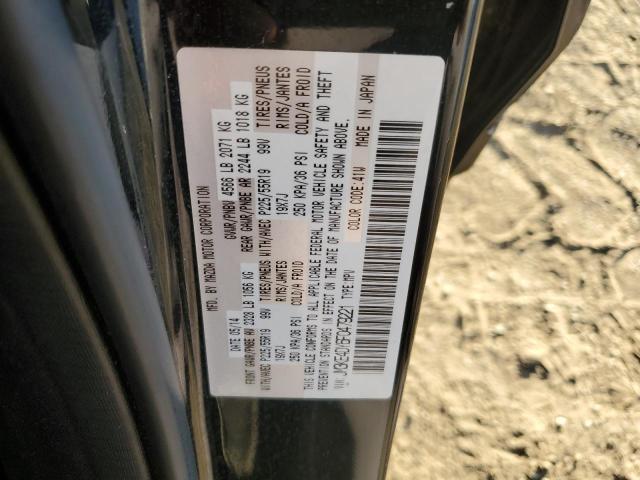 MFD. BY MAZDA MOTOR CORPORATION
DATE 05/14 GVWR/PNBV 4566 LB 2071 KG
FRONT GAWR/PNBE AV 2328 LB 1056 KG REAR GAWR/PNBE AR 2244 LB 1018 KG
TIRES/PNEUS WITH/AVEC P225/55R19 99V TIRES/PNEUS WITH/AVEC P225/55R19 99V
RIMS/JANTES 19X7J RIMS/JANTES 19X7J
COLD/A FROID 250 KPA/36 PSI COLD/A FROID 250 KPA/36 PSI
THIS VEHICLE CONFORMS TO ALL APPLICABLE FEDERAL MOTOR VEHICLE SAFETY AND THEFT
PREVENTION STANDARDS IN EFFECT ON THE DATE OF MANUFACTURE SHOWN ABOVE.
JM3KE4DY6F0479221 TYPE:MPV COLOR CODE:41W MADE IN JAPAN